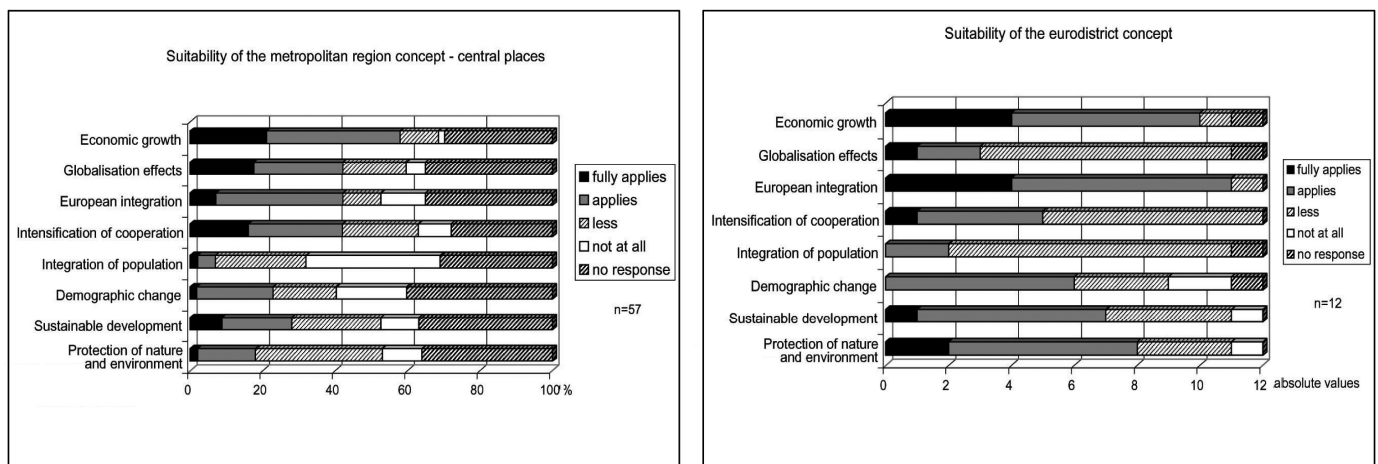 Suitability of the metropolitan region concept - central places
Economic growth
Globalisation effects
European integration
Intensification of cooperation
Integration of population
Demographic change
Sustainable development
Protection of nature
and environment
0 20 40 60 80 100 %
fully applies
applies
less
not at all
no response
n=57
Suitability of the eurodistrict concept
Economic growth
Globalisation effects
European integration
Intensification of cooperation
Integration of population
Demographic change
Sustainable development
Protection of nature
and environment
0 2 4 6 8 10 12 absolute values
fully applies
applies
less
not at all
no response
n=12